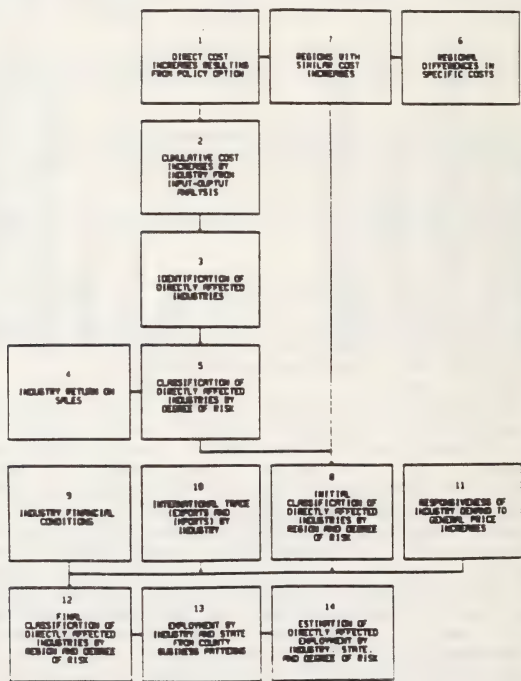 1
DIRECT COST
INCREASES RESULTING
FROM POLICY OPTION
7
REGIONS WITH
SIMILAR COST
INCREASES
6
REGIONAL
DIFFERENCES IN
SPECIFIC COSTS
2
CUMULATIVE COST
INCREASES BY
INDUSTRY FROM
INPUT-OUPTUT
ANALYSIS
3
IDENTIFICATION OF
DIRECTLY AFFECTED
INDUSTRIES
4
INDUSTRY RETURN ON
SALES
5
CLASSIFICATION OF
DIRECTLY AFFECTED
INDUSTRIES BY
DEGREE OF RISK
9
INDUSTRY FINANCIAL
CONDITIONS
10
INTERNATIONAL TRADE
(EXPORTS AND
IMPORTS) BY
INDUSTRY
8
INITIAL
CLASSIFICATION OF
DIRECTLY AFFECTED
INDUSTRIES BY
REGION AND DEGREE
OF RISK
11
RESPONSIVENESS OF
INDUSTRY DEMAND TO
GENERAL PRICE
INCREASES
12
FINAL
CLASSIFICATION OF
DIRECTLY AFFECTED
INDUSTRIES BY
REGION AND DEGREE
OF RISK
13
EMPLOYMENT BY
INDUSTRY AND STATE
FROM COUNTY
BUSINESS PATTERNS
14
ESTIMATION OF
DIRECTLY AFFECTED
EMPLOYMENT BY
INDUSTRY, STATE,
AND DEGREE OF RISK